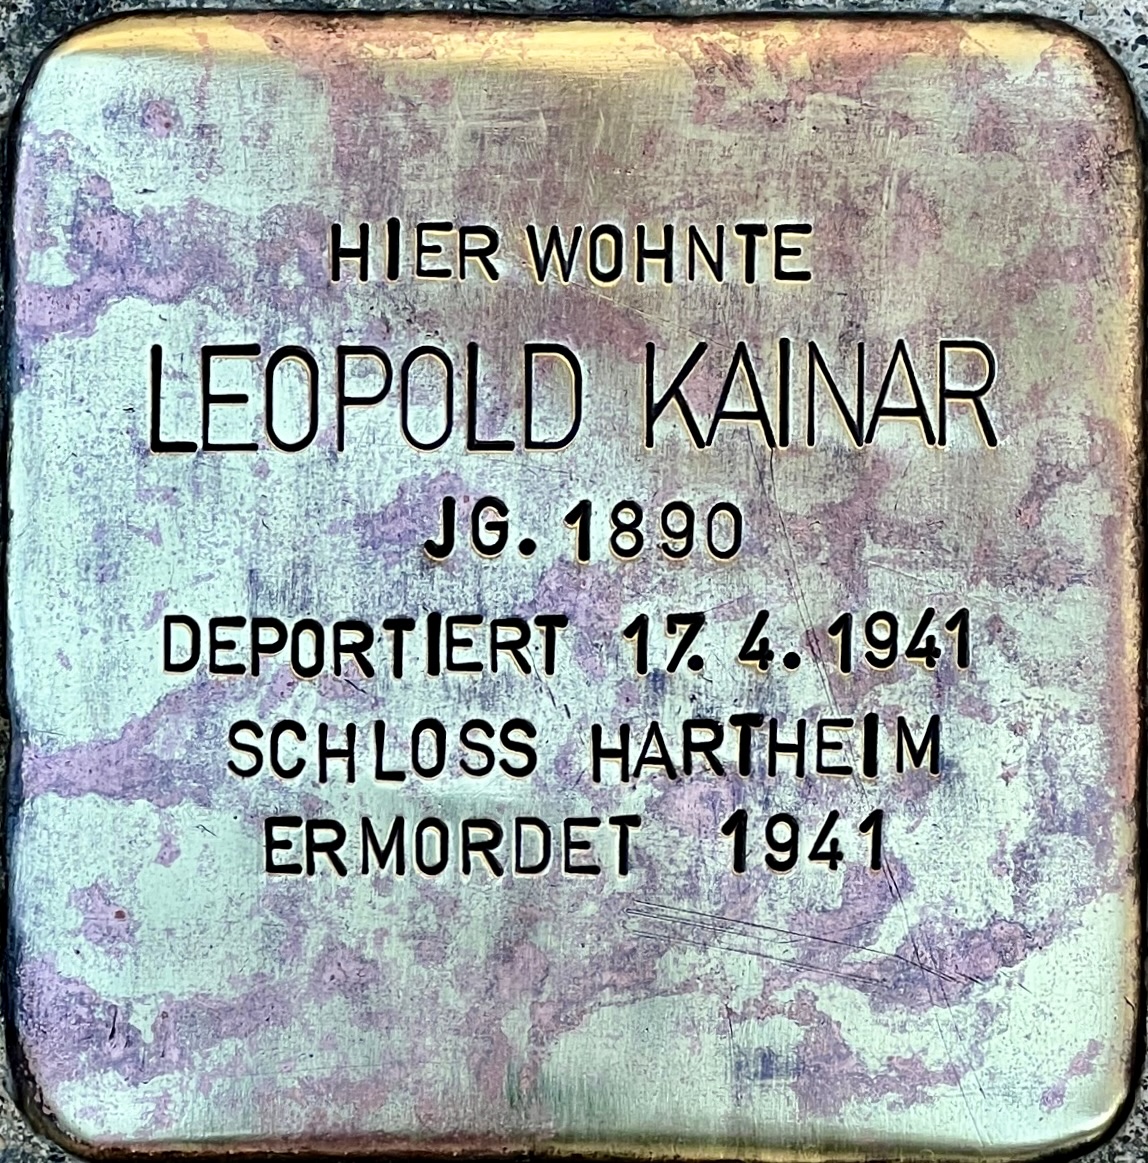 HIER WOHNTE
LEOPOLD KAINAR
JG. 1890
DEPORTIERT 17. 4. 1941
SCHLOSS HARTHEIM
ERMORDET 1941